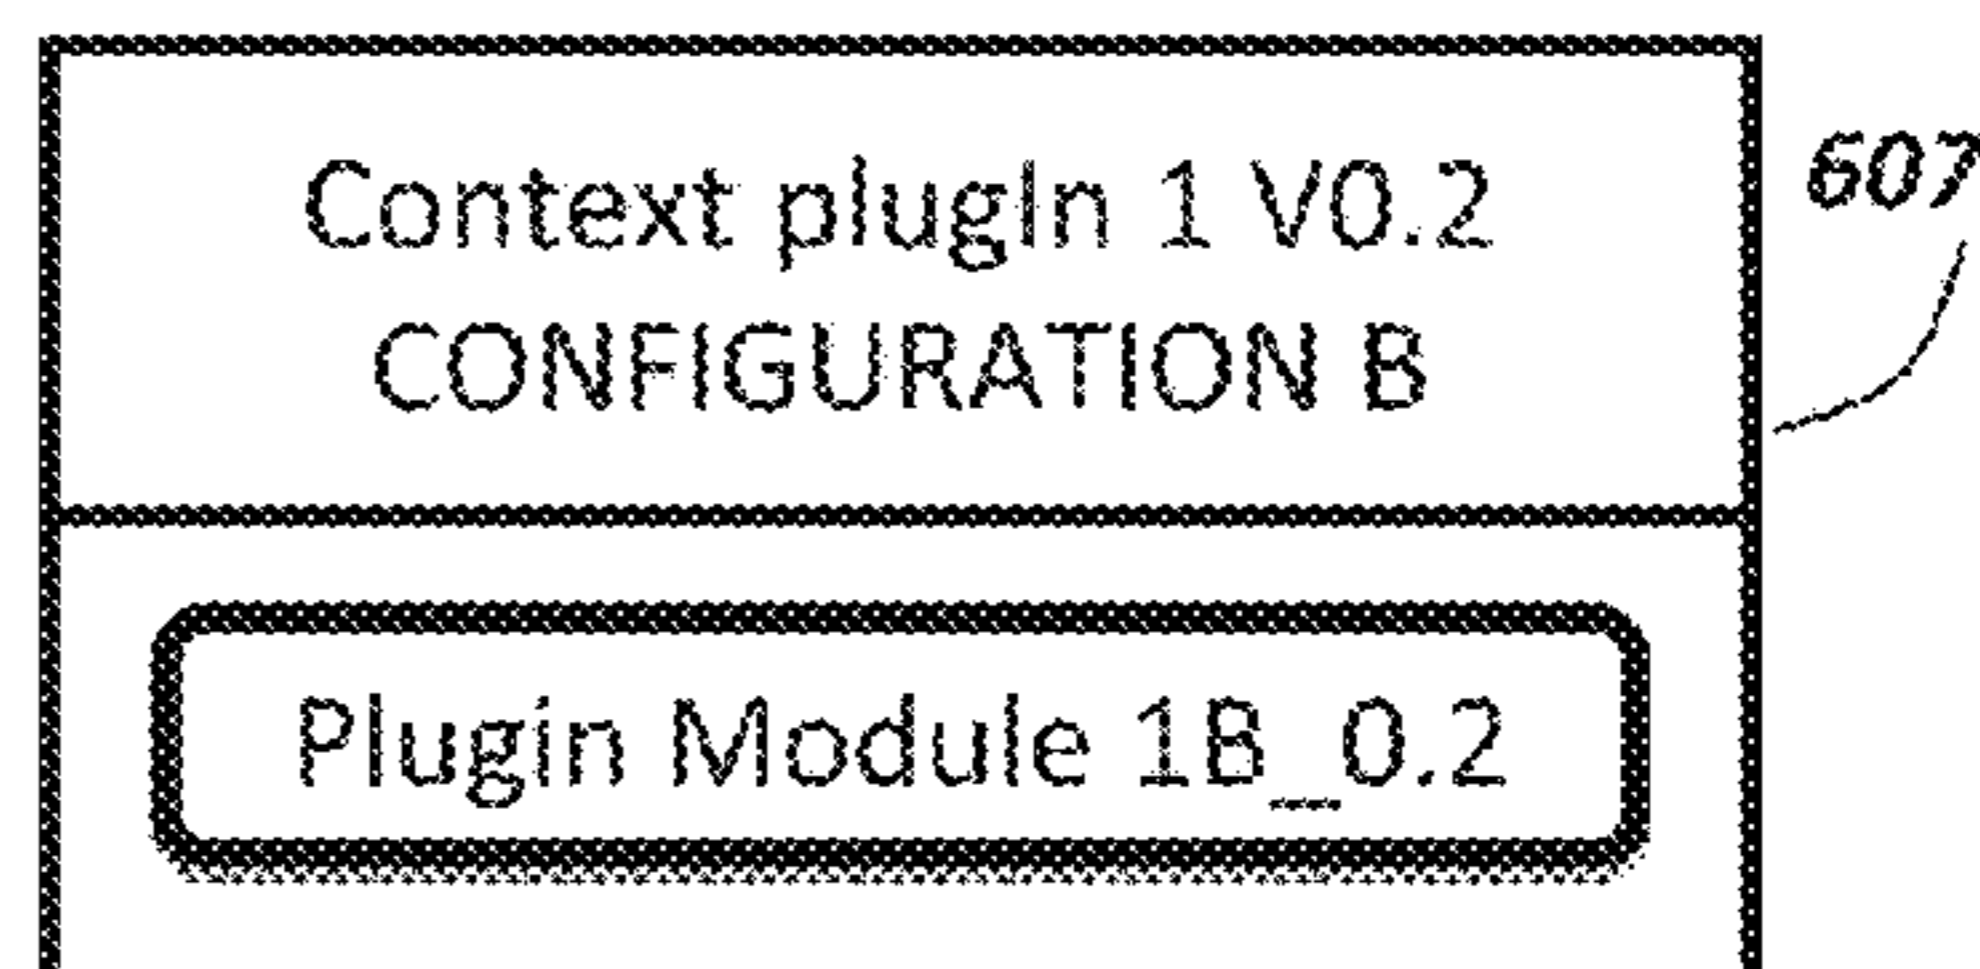 Context plugIn 1 V0.2
607
CONFIGURATION B
Plugin Module 1B_0.2